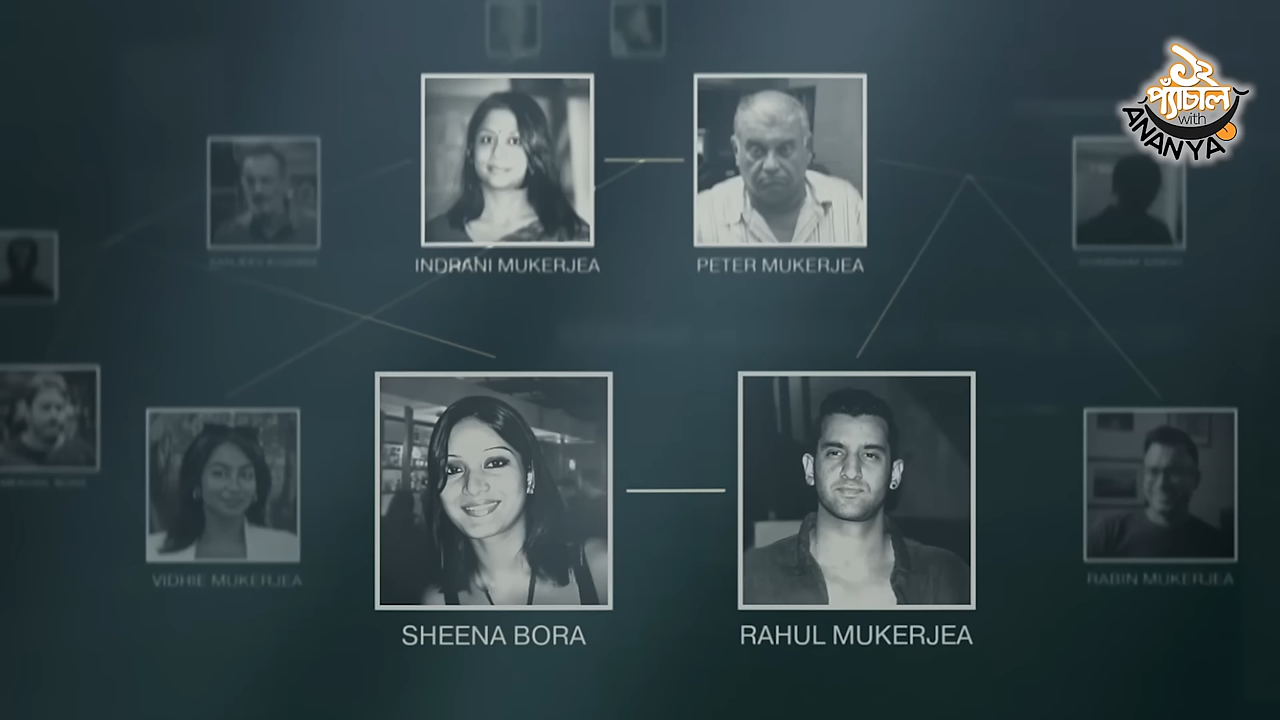 ১২
প্যাঁচাল
with
ANANYA
INDRANI MUKERJEA
PETER MUKERJEA
VIDHIE MUKERJEA
RABIN MUKERJEA
SHEENA BORA
RAHUL MUKERJEA